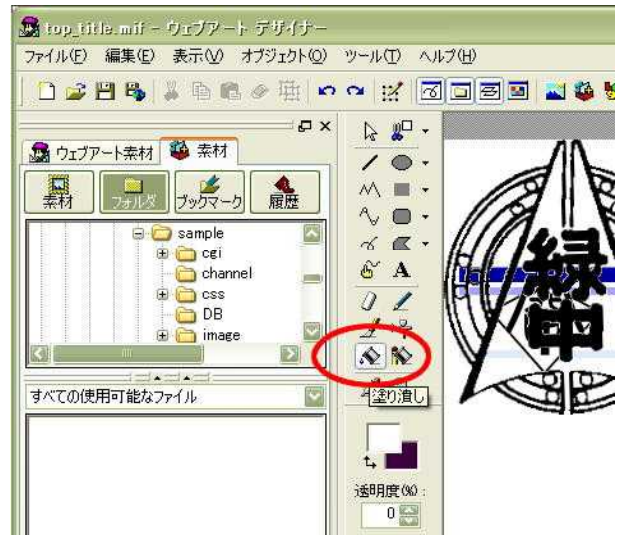 top_title.mif - ウェブアート デザイナー
ファイル(F) 編集(E) 表示(V) オブジェクト(O) ツール(T) ヘルプ(H)
ウェブアート素材 素材
素材 フォルダ ブックマーク 履歴
sample
cgi
channel
css
DB
image
すべての使用可能なファイル
A
塗り潰し
透明度(%) :
0
緑
中